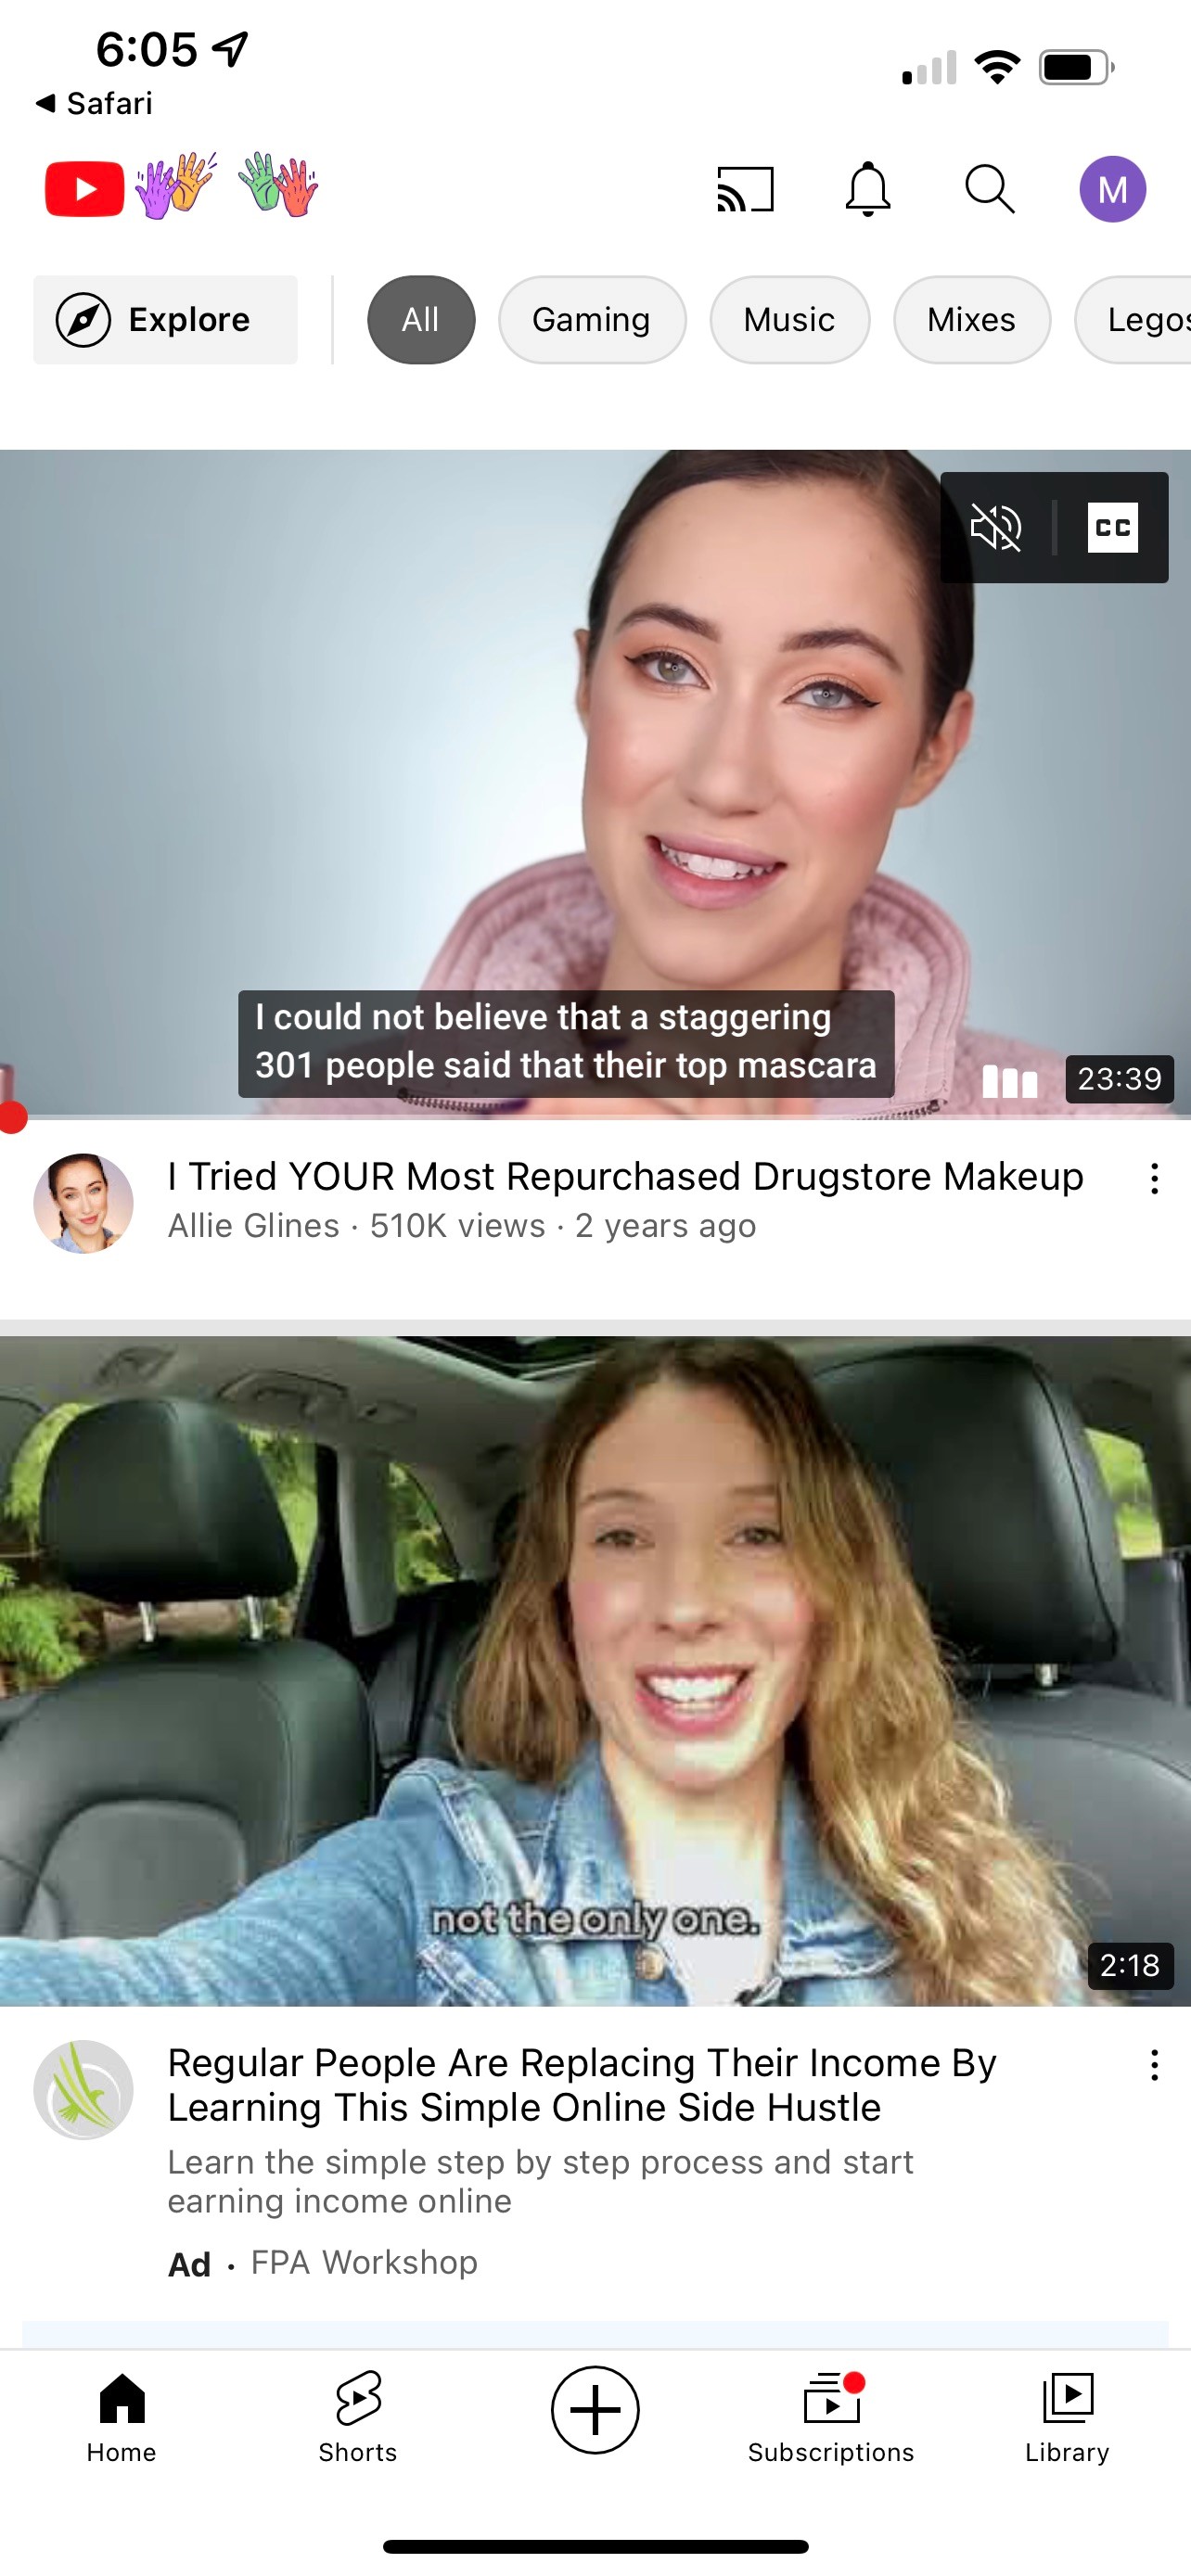 6:05
Safari
M
Explore
All
Gaming
Music
Mixes
Legos
CC
I could not believe that a staggering
301 people said that their top mascara
23:39
I Tried YOUR Most Repurchased Drugstore Makeup
Allie Glines · 510K views · 2 years ago
not the only one.
2:18
Regular People Are Replacing Their Income By
Learning This Simple Online Side Hustle
Learn the simple step by step process and start
earning income online
Ad · FPA Workshop
Home
Shorts
Subscriptions
Library